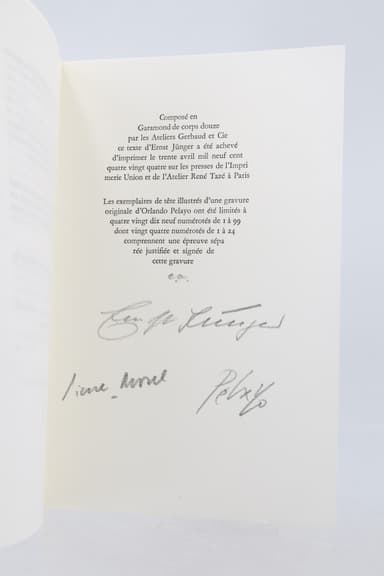 Composé en
Garamond de corps douze
par les Ateliers Gerbaud et Cie
ce texte d'Ernst Jünger a été achevé
d'imprimer le trente avril mil neuf cent
quatre vingt quatre sur les presses de l'Impri
merie Union et de l'Atelier René Tazé à Paris
Les exemplaires de tête illustrés d'une gravure
originale d'Orlando Pelayo ont été limités à
quatre vingt dix neuf numérotés de 1 à 99
dont vingt quatre numérotés de 1 à 24
comprennent une épreuve sépa
rée justifiée et signée de
cette gravure
e.a.
Ernst Jünger
Pierre Morel
Pelayo